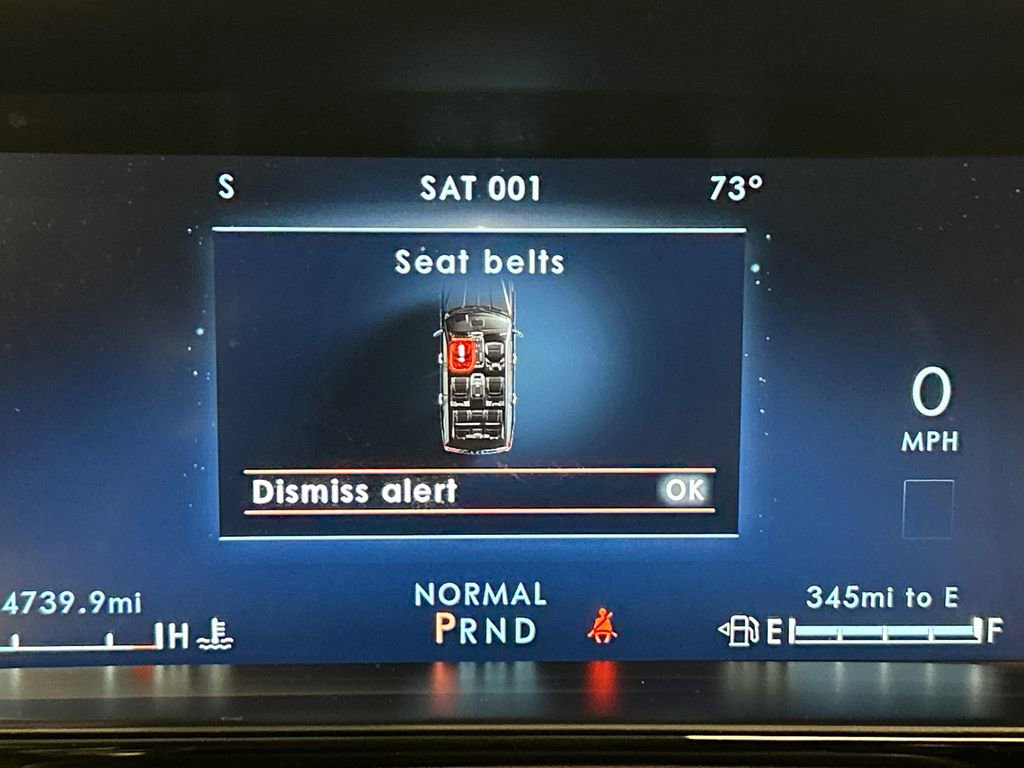 S SAT 001 73°
Seat belts
0
MPH
Dismiss alert OK
4739.9mi NORMAL 345mi to E
H PRND E F